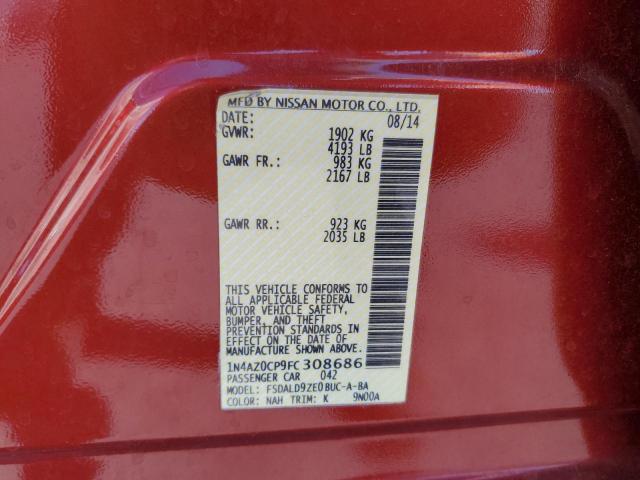 MFD BY NISSAN MOTOR CO., LTD.
DATE: 08/14
GVWR: 1902 KG
4193 LB
GAWR FR.: 983 KG
2167 LB
GAWR RR.: 923 KG
2035 LB
THIS VEHICLE CONFORMS TO
ALL APPLICABLE FEDERAL
MOTOR VEHICLE SAFETY,
BUMPER, AND THEFT
PREVENTION STANDARDS IN
EFFECT ON THE DATE OF
MANUFACTURE SHOWN ABOVE.
1N4AZ0CP9FC308686
PASSENGER CAR 042
MODEL: FSDALD9ZE0BUC-A-BA
COLOR: NAH TRIM: K 9N00A